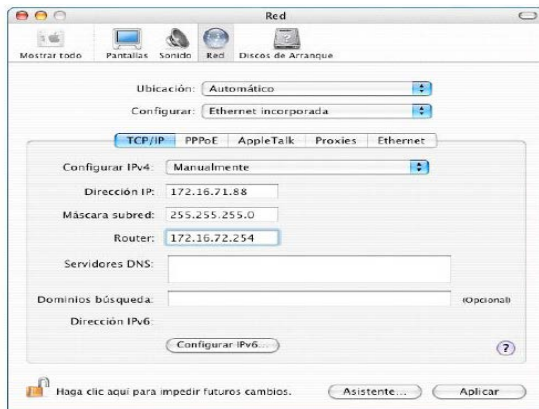 Red
Mostrar todo Pantallas Sonido Red Discos de Arranque
Ubicación: Automático
Configurar: Ethernet incorporada
TCP/IP PPPoE AppleTalk Proxies Ethernet
Configurar IPv4: Manualmente
Dirección IP: 172.16.71.88
Máscara subred: 255.255.255.0
Router: 172.16.72.254
Servidores DNS:
Dominios búsqueda: (Opcional)
Dirección IPv6:
Configurar IPv6... ?
Haga clic aquí para impedir futuros cambios. Asistente... Aplicar